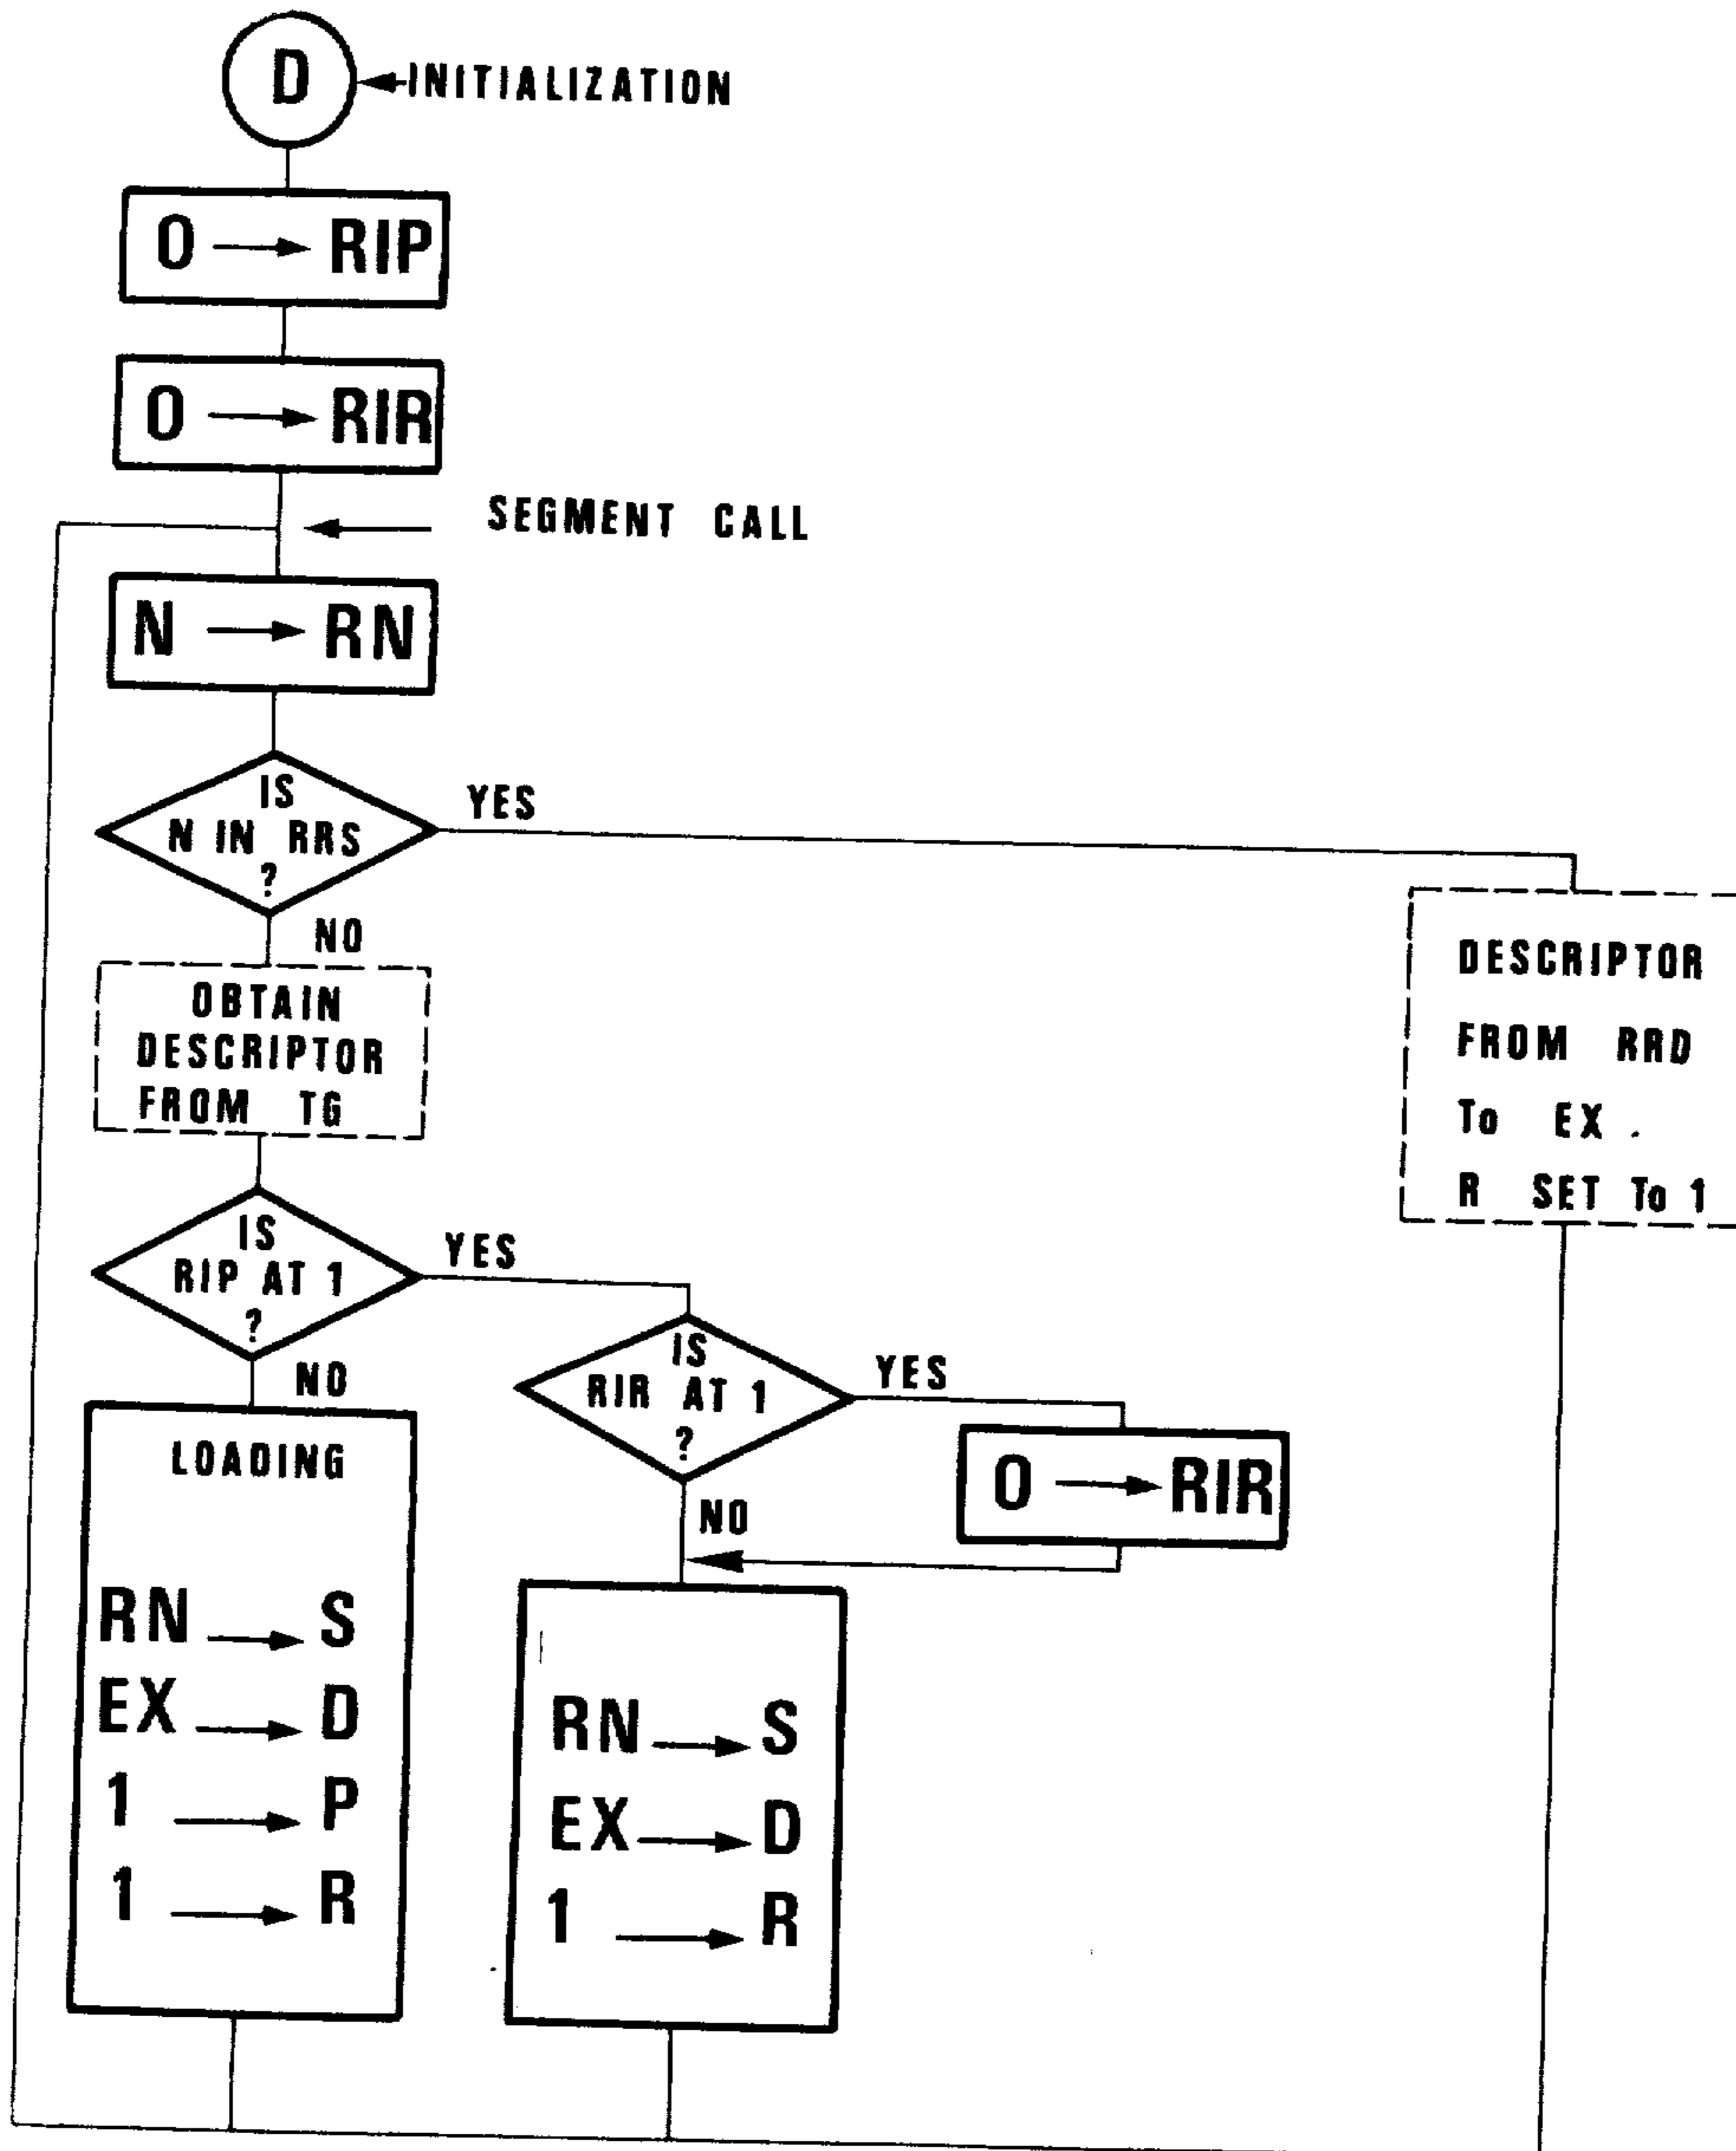 D
INITIALIZATION
O → RIP
O → RIR
SEGMENT CALL
N → RN
IS
N IN RRS
?
YES
NO
OBTAIN
DESCRIPTOR
FROM TG
DESCRIPTOR
FROM RRD
To EX.
R SET To 1
IS
RIP AT 1
?
YES
NO
IS
RIR AT 1
?
YES
NO
O → RIR
LOADING
RN → S
EX → D
1 → P
1 → R
RN → S
EX → D
1 → R